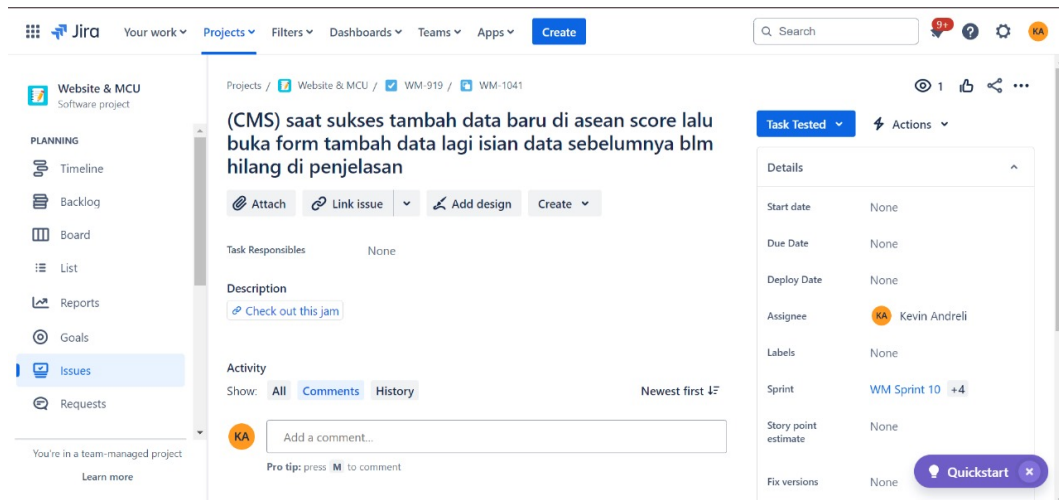 Jira Your work Projects Filters Dashboards Teams Apps Create Search 9+ KA
Website & MCU
Software project
PLANNING
Timeline
Backlog
Board
List
Reports
Goals
Issues
Requests
You're in a team-managed project
Learn more
Projects / Website & MCU / WM-919 / WM-1041
1
(CMS) saat sukses tambah data baru di asean score lalu
buka form tambah data lagi isian data sebelumnya blm
hilang di penjelasan
Attach Link issue Add design Create
Task Responsibles None
Description
Check out this jam
Activity
Show: All Comments History Newest first
KA Add a comment...
Pro tip: press M to comment
Task Tested Actions
Details
Start date None
Due Date None
Deploy Date None
Assignee KA Kevin Andreli
Labels None
Sprint WM Sprint 10 +4
Story point
estimate None
Fix versions None
Quickstart